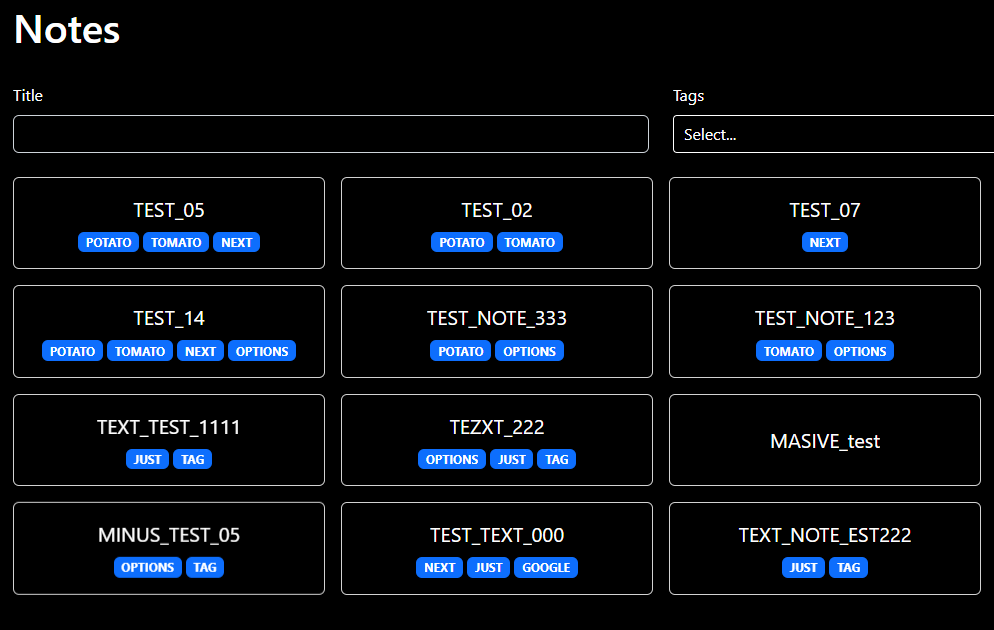 Notes
Title Tags
Select...
TEST_05 TEST_02 TEST_07
POTATO TOMATO NEXT POTATO TOMATO NEXT
TEST_14 TEST_NOTE_333 TEST_NOTE_123
POTATO TOMATO NEXT OPTIONS POTATO OPTIONS TOMATO OPTIONS
TEXT_TEST_1111 TEZXT_222 MASIVE_test
JUST TAG OPTIONS JUST TAG
MINUS_TEST_05 TEST_TEXT_000 TEXT_NOTE_EST222
OPTIONS TAG NEXT JUST GOOGLE JUST TAG